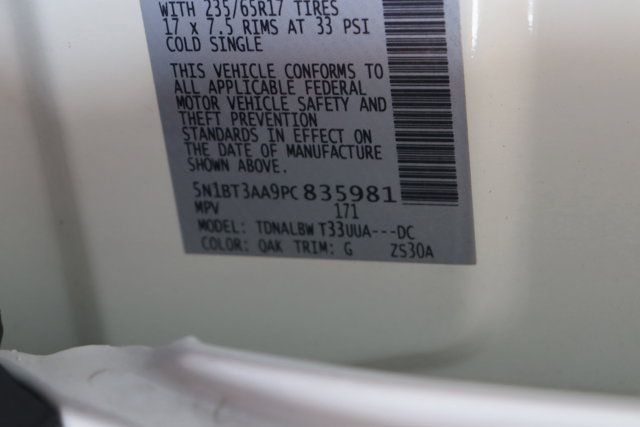 WITH 235/65R17 TIRES
17 x 7.5 RIMS AT 33 PSI
COLD SINGLE
THIS VEHICLE CONFORMS TO
ALL APPLICABLE FEDERAL
MOTOR VEHICLE SAFETY AND
THEFT PREVENTION
STANDARDS IN EFFECT ON
THE DATE OF MANUFACTURE
SHOWN ABOVE.
5N1BT3AA9PC835981
MPV 171
MODEL: TDNALBW T33UUA---DC
COLOR: QAK TRIM: G ZS30A